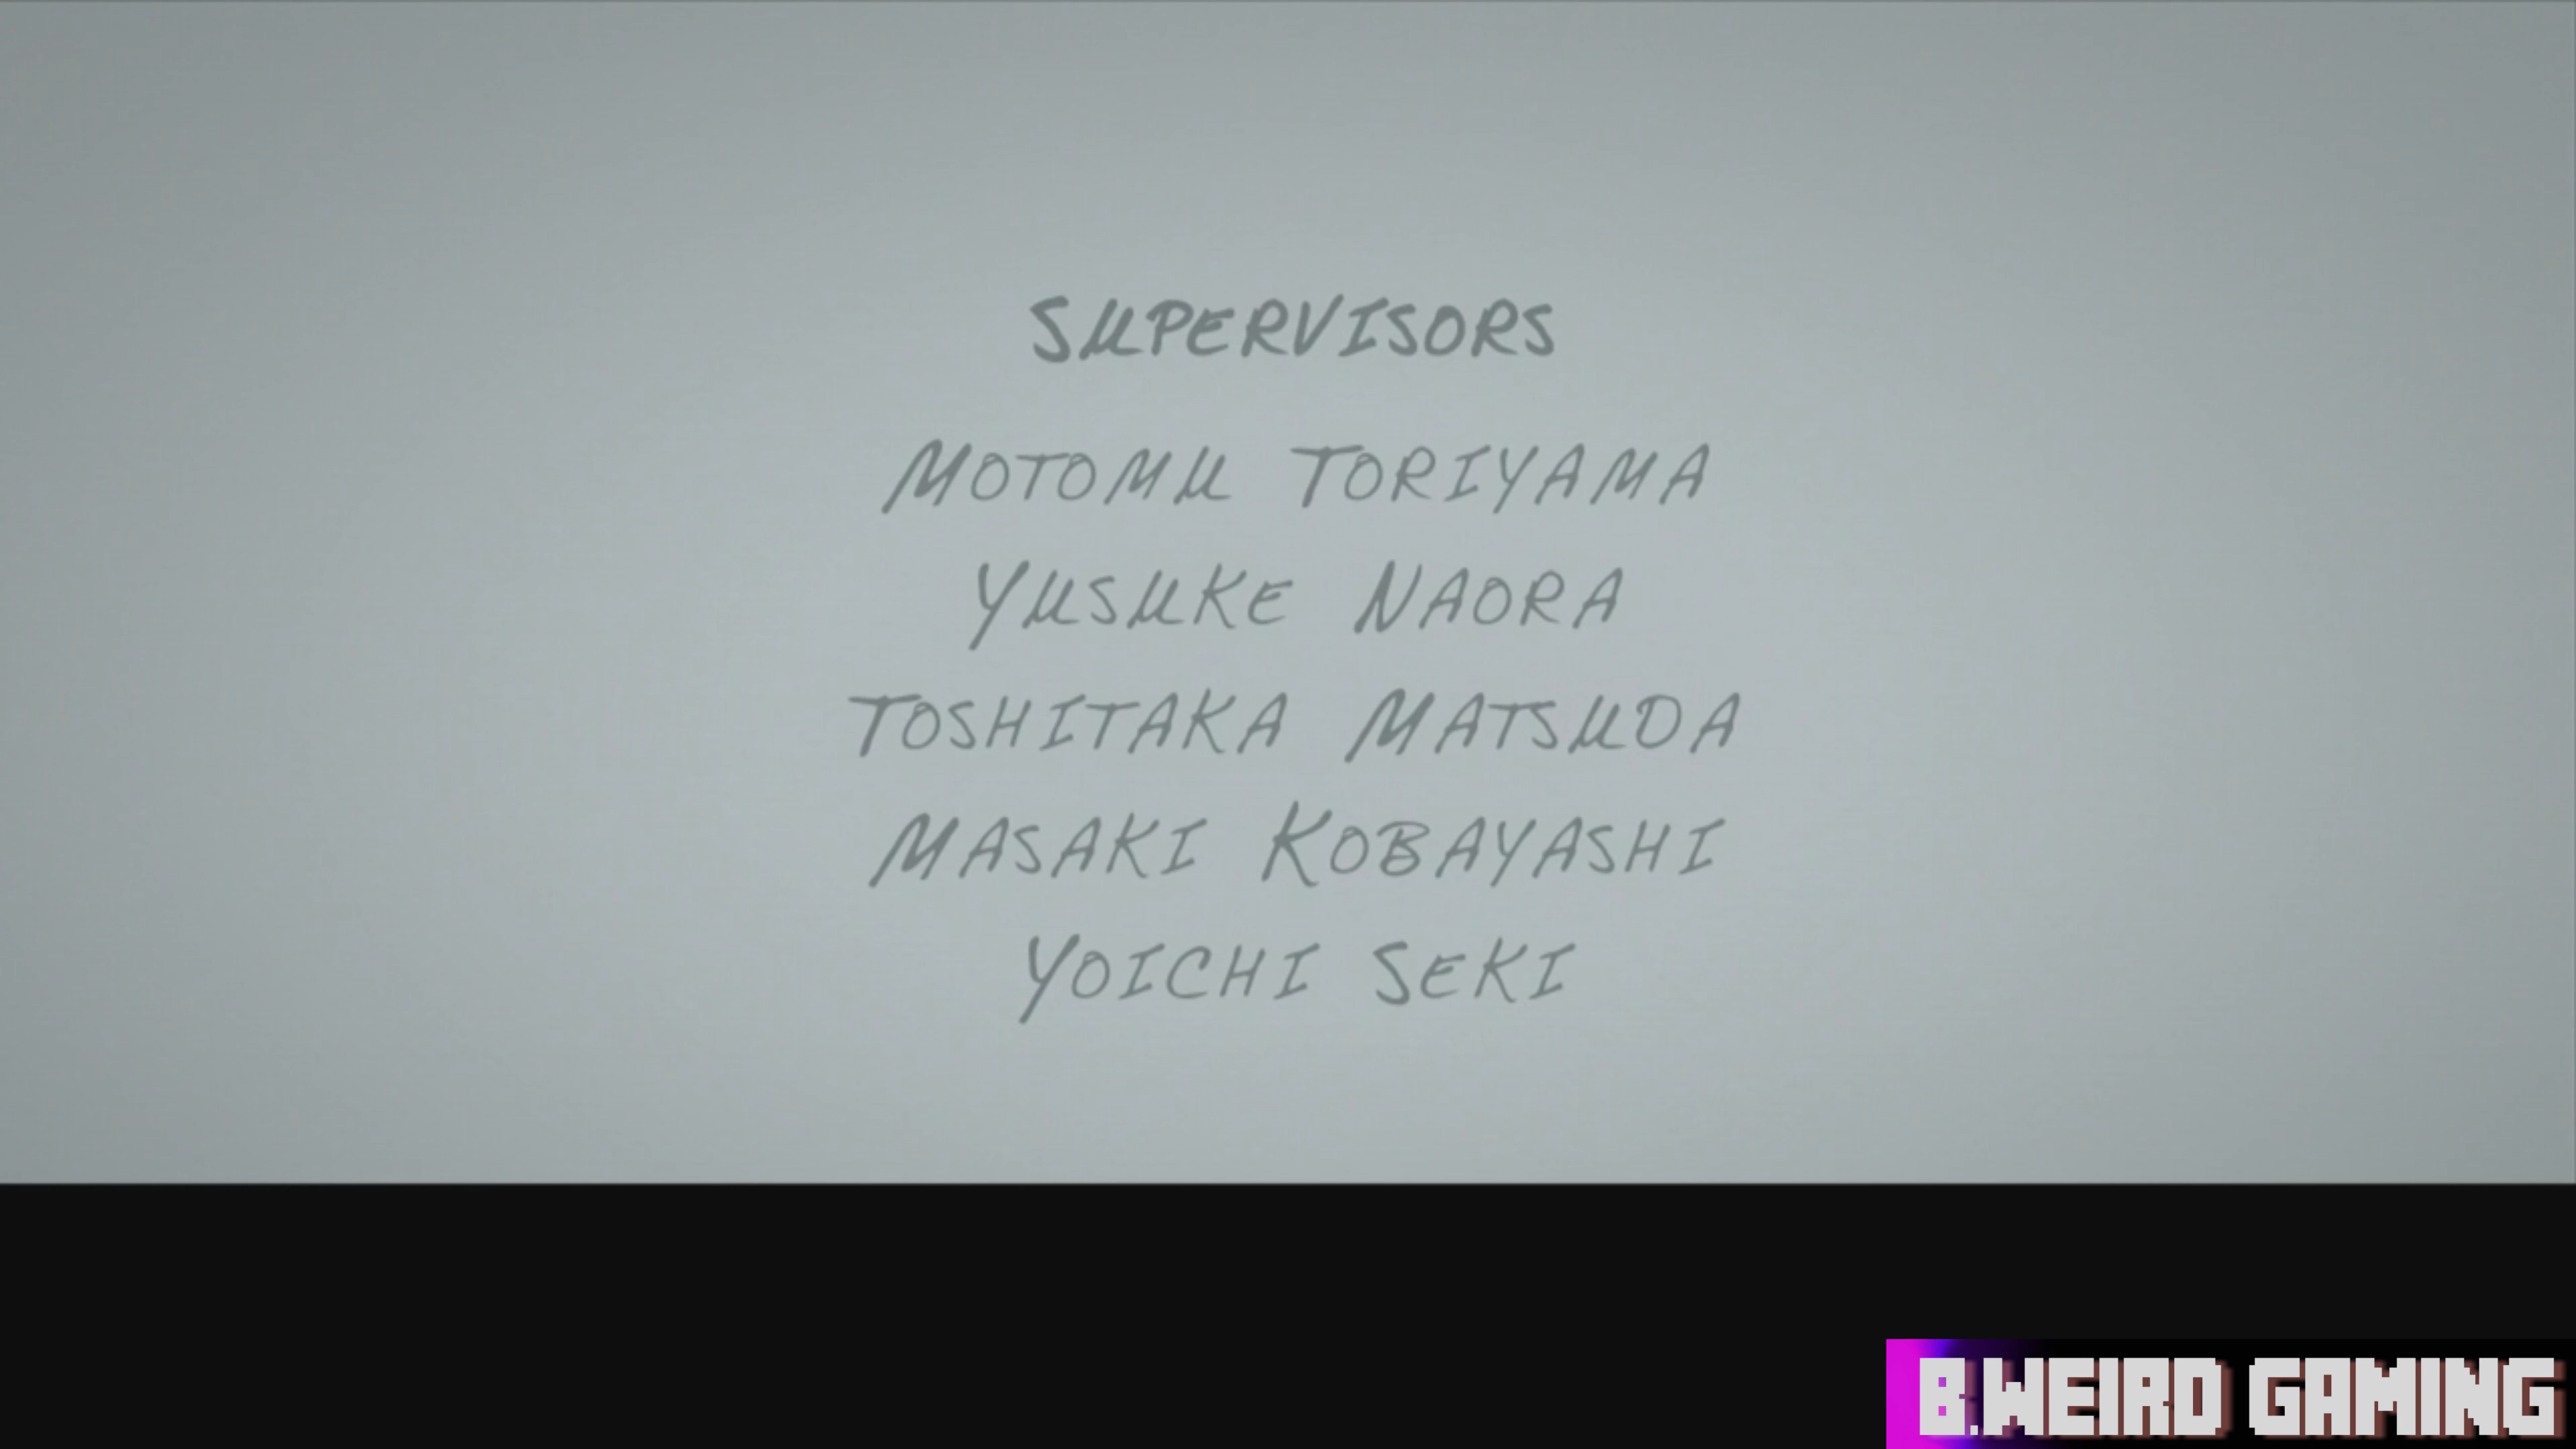 Supervisors
Motomu Toriyama
Yusuke Naora
Toshitaka Matsuda
Masaki Kobayashi
Yoichi Seki
B.WEIRD GAMING